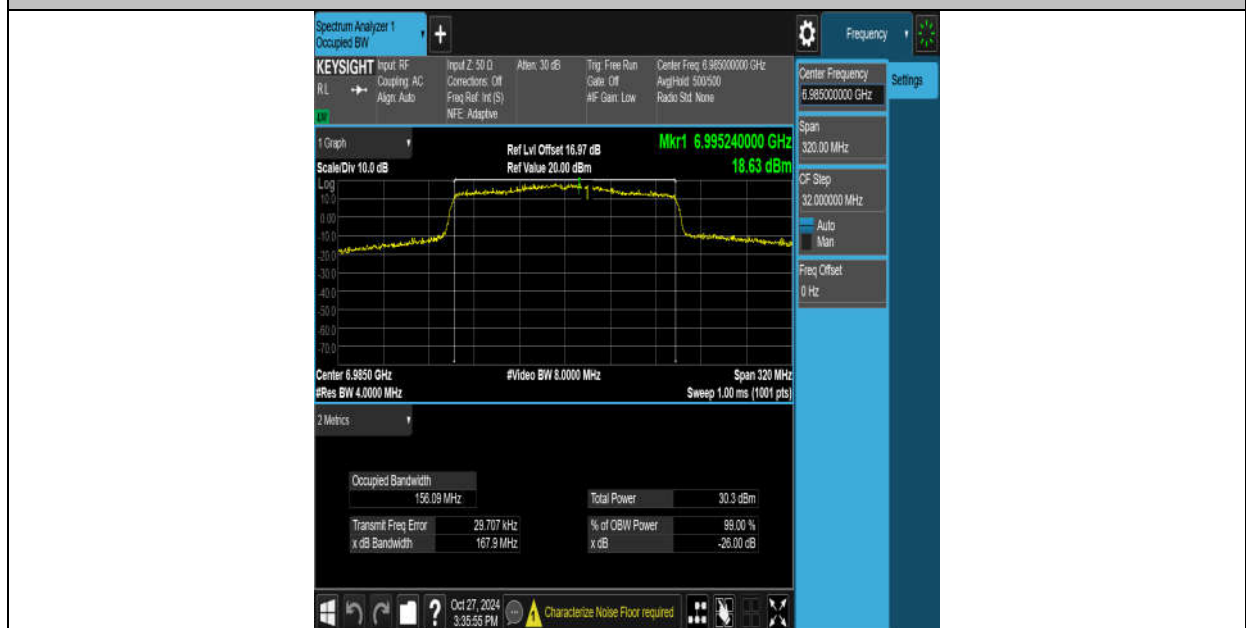 Spectrum Analyzer 1
Occupied BW
+
Frequency
KEYSIGHT
RL
LW
Input: RF
Coupling: AC
Align: Auto
Input Z: 50 Ω
Corrections: Off
Freq Ref: Int (S)
NFE: Adaptive
Atten: 30 dB
Trig: Free Run
Gate: Off
#IF Gain: Low
Center Freq: 6.985000000 GHz
Avg|Hold: 500/500
Radio Std: None
Center Frequency
6.985000000 GHz
Settings
Span
320.00 MHz
CF Step
32.000000 MHz
Auto
Man
Freq Offset
0 Hz
1 Graph
Scale/Div 10.0 dB
Ref Lvl Offset 16.97 dB
Ref Value 20.00 dBm
Mkr1 6.995240000 GHz
18.63 dBm
Log
10.0
0.00
-10.0
-20.0
-30.0
-40.0
-50.0
-60.0
-70.0
1
Center 6.9850 GHz
#Video BW 8.0000 MHz
Span 320 MHz
#Res BW 4.0000 MHz
Sweep 1.00 ms (1001 pts)
2 Metrics
Occupied Bandwidth
156.09 MHz
Total Power 30.3 dBm
Transmit Freq Error 29.707 kHz
% of OBW Power 99.00 %
x dB Bandwidth 167.9 MHz
x dB -26.00 dB
?
Oct 27, 2024
3:35:55 PM
Characterize Noise Floor required